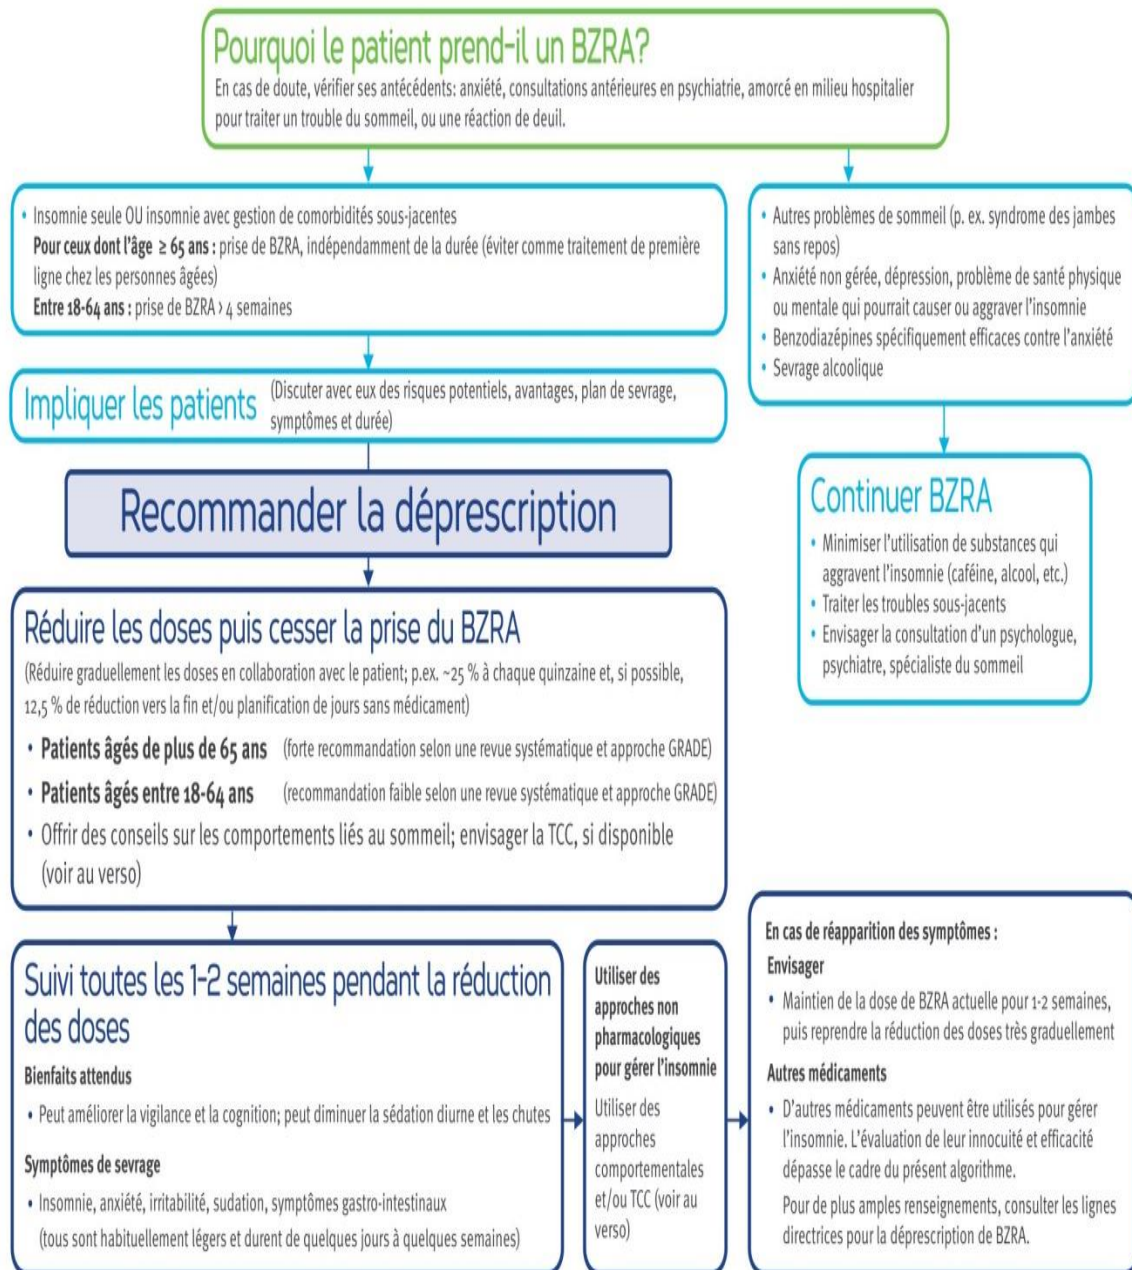 Pourquoi le patient prend-il un BZRA?
En cas de doute, vérifier ses antécédents: anxiété, consultations antérieures en psychiatrie, amorcé en milieu hospitalier
pour traiter un trouble du sommeil, ou une réaction de deuil.
• Insomnie seule OU insomnie avec gestion de comorbidités sous-jacentes
Pour ceux dont l'âge ≥ 65 ans : prise de BZRA, indépendamment de la durée (éviter comme traitement de première
ligne chez les personnes âgées)
Entre 18-64 ans : prise de BZRA > 4 semaines
• Autres problèmes de sommeil (p. ex. syndrome des jambes
sans repos)
• Anxiété non gérée, dépression, problème de santé physique
ou mentale qui pourrait causer ou aggraver l'insomnie
• Benzodiazépines spécifiquement efficaces contre l'anxiété
• Sevrage alcoolique
Impliquer les patients
(Discuter avec eux des risques potentiels, avantages, plan de sevrage,
symptômes et durée)
Recommander la déprescription
Continuer BZRA
• Minimiser l'utilisation de substances qui
aggravent l'insomnie (caféine, alcool, etc.)
• Traiter les troubles sous-jacents
• Envisager la consultation d'un psychologue,
psychiatre, spécialiste du sommeil
Réduire les doses puis cesser la prise du BZRA
(Réduire graduellement les doses en collaboration avec le patient; p.ex. ~25 % à chaque quinzaine et, si possible,
12,5 % de réduction vers la fin et/ou planification de jours sans médicament)
• Patients âgés de plus de 65 ans (forte recommandation selon une revue systématique et approche GRADE)
• Patients âgés entre 18-64 ans (recommandation faible selon une revue systématique et approche GRADE)
• Offrir des conseils sur les comportements liés au sommeil; envisager la TCC, si disponible
(voir au verso)
Suivi toutes les 1-2 semaines pendant la réduction
des doses
Bienfaits attendus
• Peut améliorer la vigilance et la cognition; peut diminuer la sédation diurne et les chutes
Symptômes de sevrage
• Insomnie, anxiété, irritabilité, sudation, symptômes gastro-intestinaux
(tous sont habituellement légers et durent de quelques jours à quelques semaines)
Utiliser des
approches non
pharmacologiques
pour gérer l'insomnie
Utiliser des
approches
comportementales
et/ou TCC (voir au
verso)
En cas de réapparition des symptômes :
Envisager
• Maintien de la dose de BZRA actuelle pour 1-2 semaines,
puis reprendre la réduction des doses très graduellement
Autres médicaments
• D'autres médicaments peuvent être utilisés pour gérer
l'insomnie. L'évaluation de leur innocuité et efficacité
dépasse le cadre du présent algorithme.
Pour de plus amples renseignements, consulter les lignes
directrices pour la déprescription de BZRA.